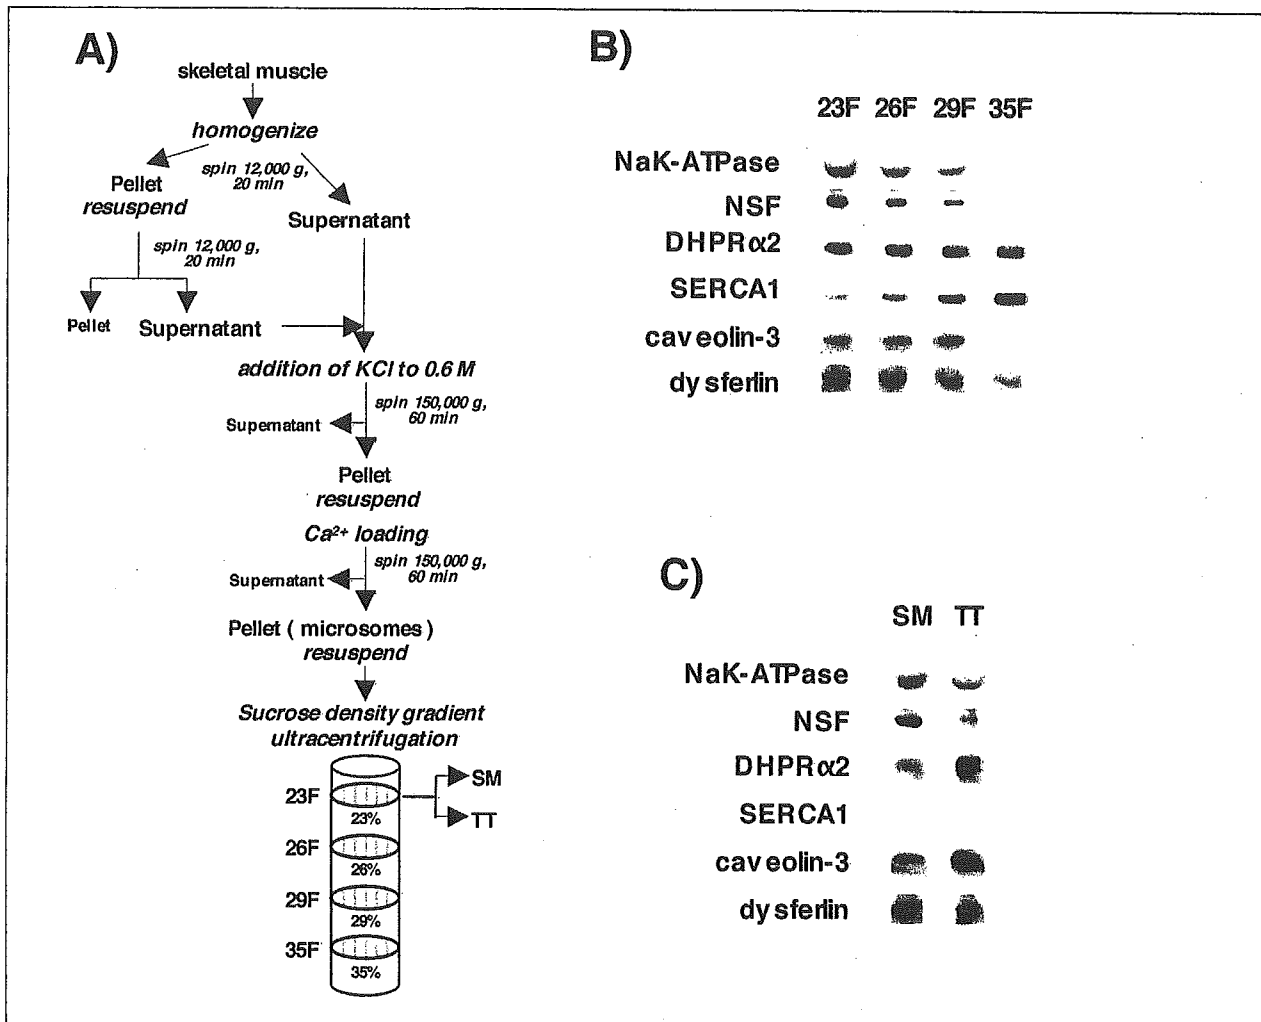 A)
skeletal muscle
homogenize
spin 12,000 g,
20 min
Pellet
resuspend
Supernatant
spin 12,000 g,
20 min
Pellet
Supernatant
addition of KCl to 0.6 M
spin 150,000 g,
60 min
Supernatant
Pellet
resuspend
Ca²⁺ loading
spin 150,000 g,
60 min
Supernatant
Pellet ( microsomes )
resuspend
Sucrose density gradient
ultracentrifugation
23F
23%
SM
TT
26F
26%
29F
29%
35F
35%
B)
23F 26F 29F 35F
NaK-ATPase
NSF
DHPRα2
SERCA1
caveolin-3
dysferlin
C)
SM TT
NaK-ATPase
NSF
DHPRα2
SERCA1
caveolin-3
dysferlin